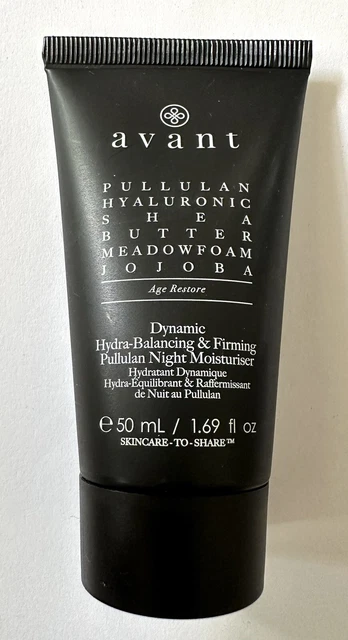 avant
PULLULAN
HYALURONIC
SHEA
BUTTER
MEADOWFOAM
JOJOBA
Age Restore
Dynamic
Hydra-Balancing & Firming
Pullulan Night Moisturiser
Hydratant Dynamique
Hydra-Équilibrant & Raffermissant
de Nuit au Pullulan
℮ 50 mL / 1.69 fl oz
SKINCARE-TO-SHARE™